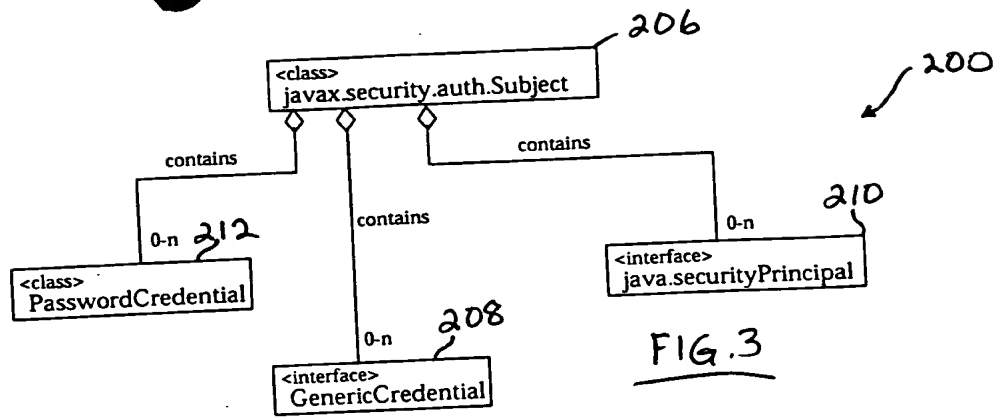 206
<class>
javax.security.auth.Subject
200
contains
contains
contains
210
0-n
212
0-n
<class>
PasswordCredential
<interface>
java.securityPrincipal
208
0-n
<interface>
GenericCredential
FIG.3